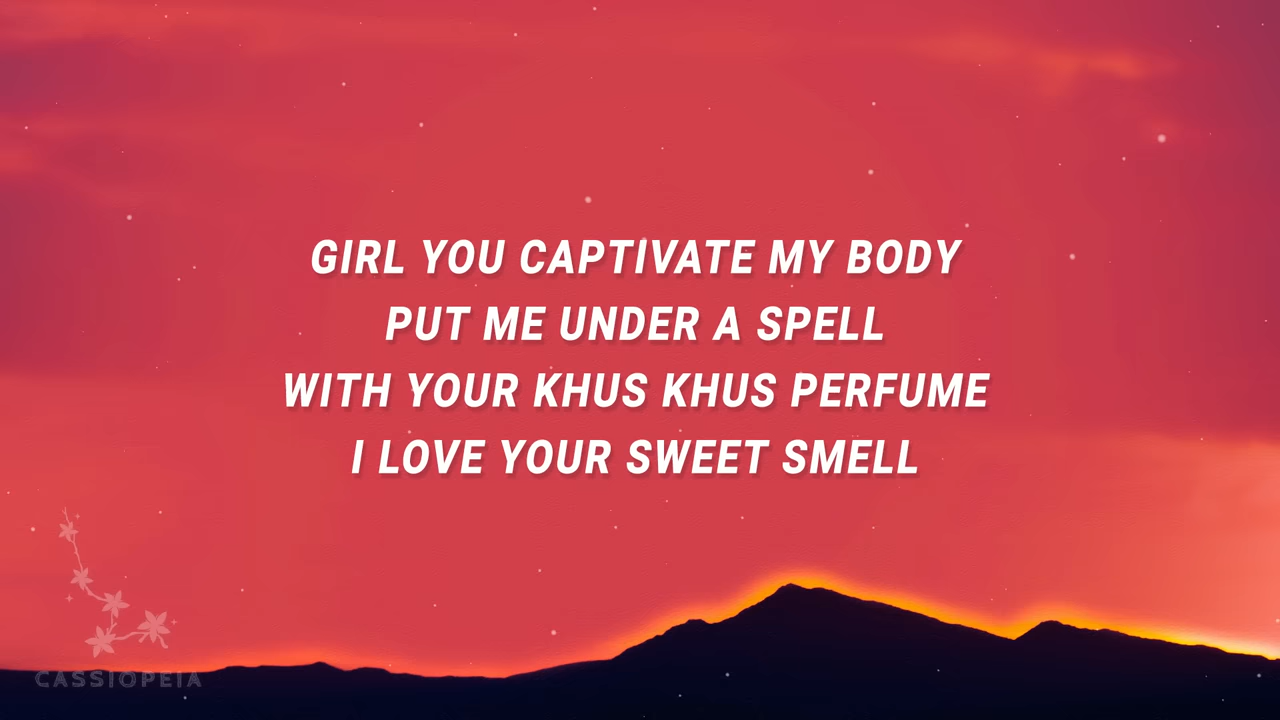 GIRL YOU CAPTIVATE MY BODY
PUT ME UNDER A SPELL
WITH YOUR KHUS KHUS PERFUME
I LOVE YOUR SWEET SMELL
CASSIOPEIA